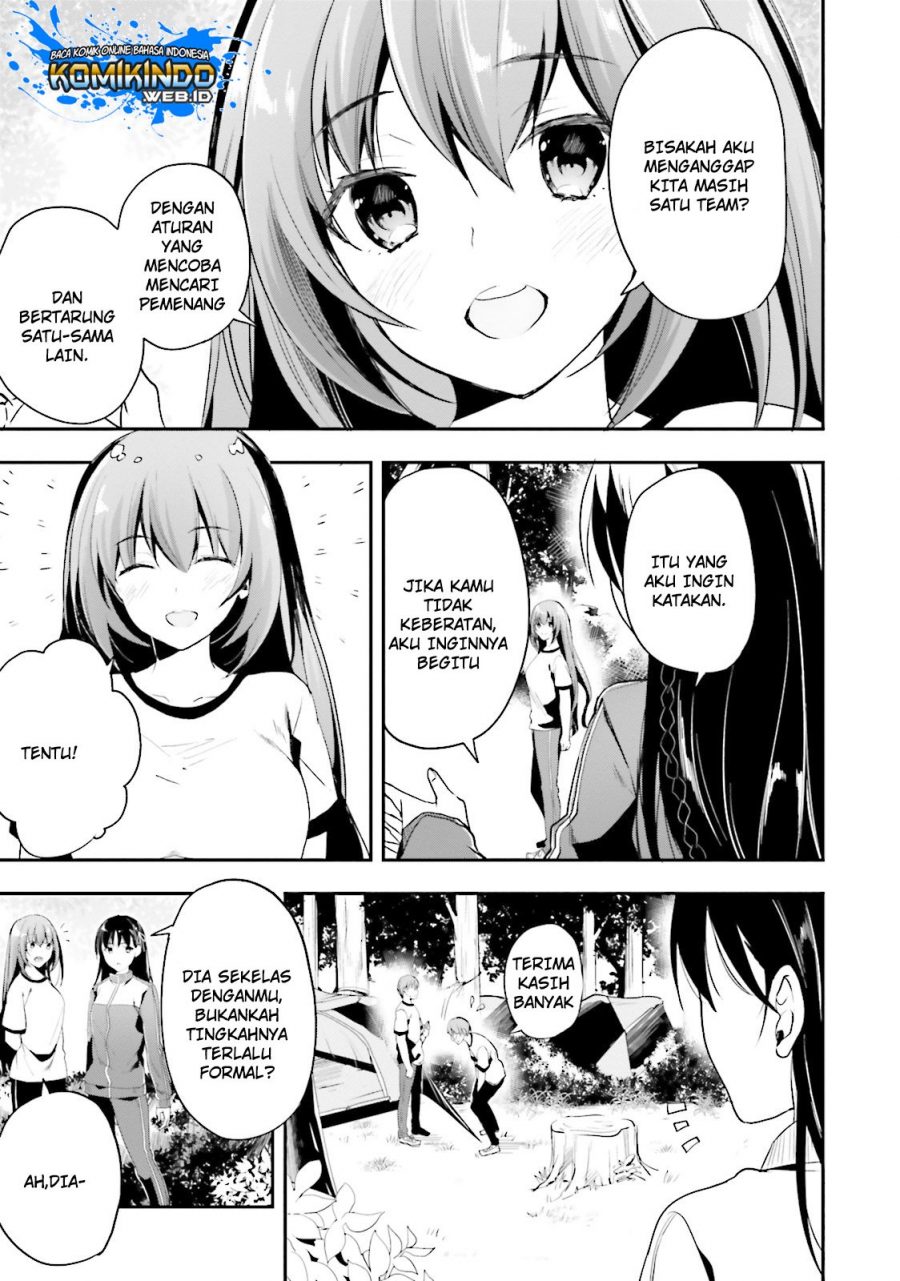 BACA KOMIK ONLINE BAHASA INDONESIA
KOMIKINDO
WEB.ID
BISAKAH AKU
MENGANGGAP
KITA MASIH
SATU TEAM?
DENGAN
ATURAN
YANG
MENCOBA
MENCARI
PEMENANG
DAN
BERTARUNG
SATU-SAMA
LAIN.
ITU YANG
AKU INGIN
KATAKAN.
JIKA KAMU
TIDAK
KEBERATAN,
AKU INGINNYA
BEGITU
TENTU!
TERIMA
KASIH
BANYAK
DIA SEKELAS
DENGANMU,
BUKANKAH
TINGKAHNYA
TERLALU
FORMAL?
AH,DIA-